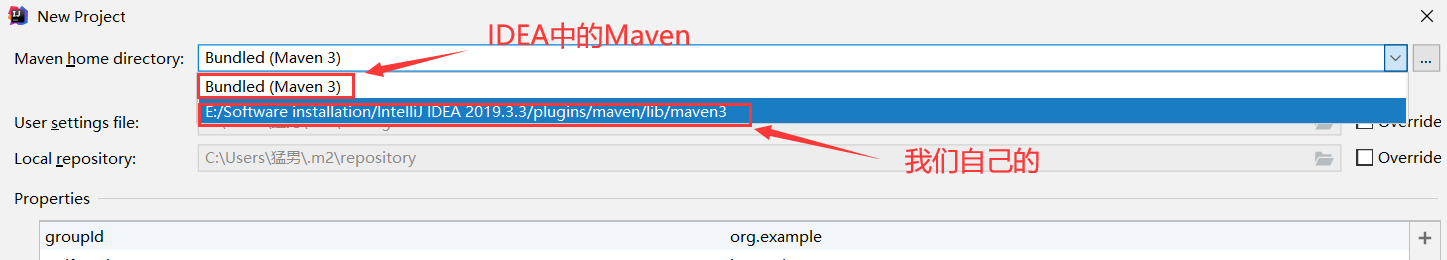 New Project
IDEA中的Maven
Maven home directory:
Bundled (Maven 3)
...
Bundled (Maven 3)
E:/Software installation/IntelliJ IDEA 2019.3.3/plugins/maven/lib/maven3
User settings file:
Override
Local repository:
C:\Users\猛男\.m2\repository
Override
我们自己的
Properties
groupId
org.example